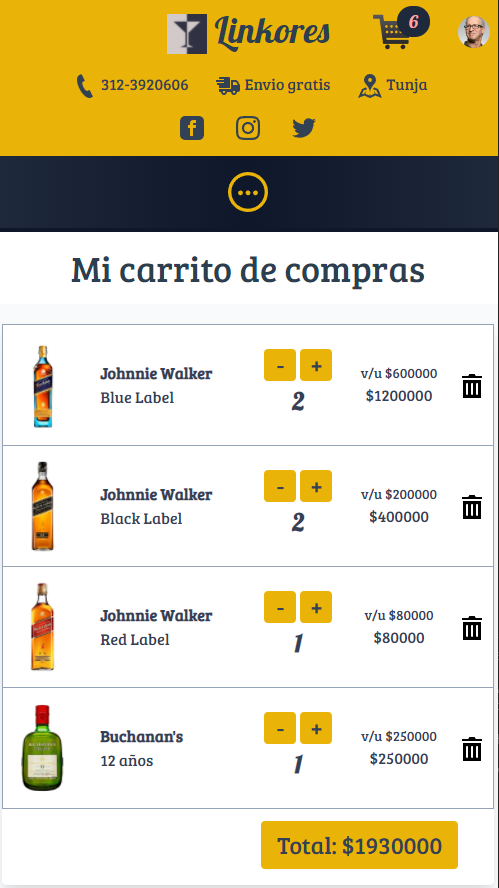 Linkores
6
312-3920606
Envio gratis
Tunja
Mi carrito de compras
Johnnie Walker
Blue Label
- +
2
v/u $600000
$1200000
Johnnie Walker
Black Label
- +
2
v/u $200000
$400000
Johnnie Walker
Red Label
- +
1
v/u $80000
$80000
Buchanan's
12 años
- +
1
v/u $250000
$250000
Total: $1930000